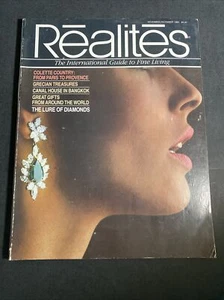 Réalités
The International Guide to Fine Living
COLETTE COUNTRY:
FROM PARIS TO PROVENCE
GRECIAN TREASURES
CANAL HOUSE IN BANGKOK
GREAT GIFTS
FROM AROUND THE WORLD
THE LURE OF DIAMONDS